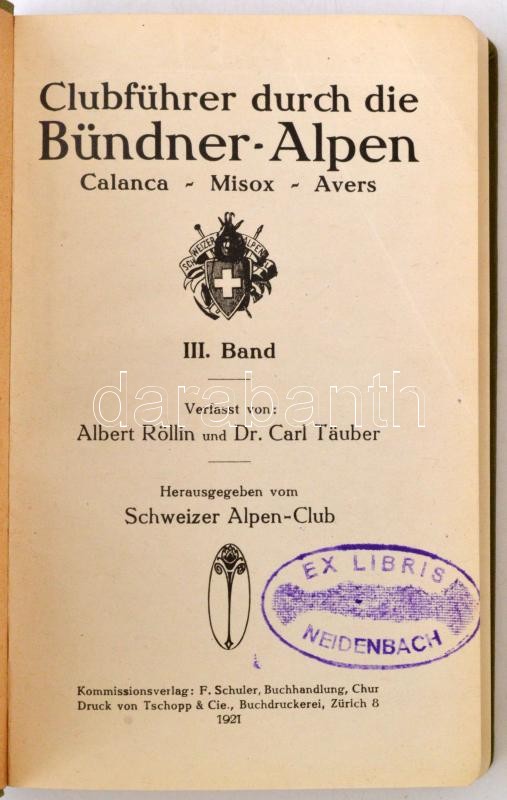 Clubführer durch die
Bündner-Alpen
Calanca ~ Misox ~ Avers
SCHWEIZER ALPEN
III. Band
darabanth
Verfasst von:
Albert Röllin und Dr. Carl Täuber
Herausgegeben vom
Schweizer Alpen-Club
EX LIBRIS
NEIDENBACH
Kommissionsverlag: F. Schuler, Buchhandlung, Chur
Druck von Tschopp & Cie., Buchdruckerei, Zürich 8
1921